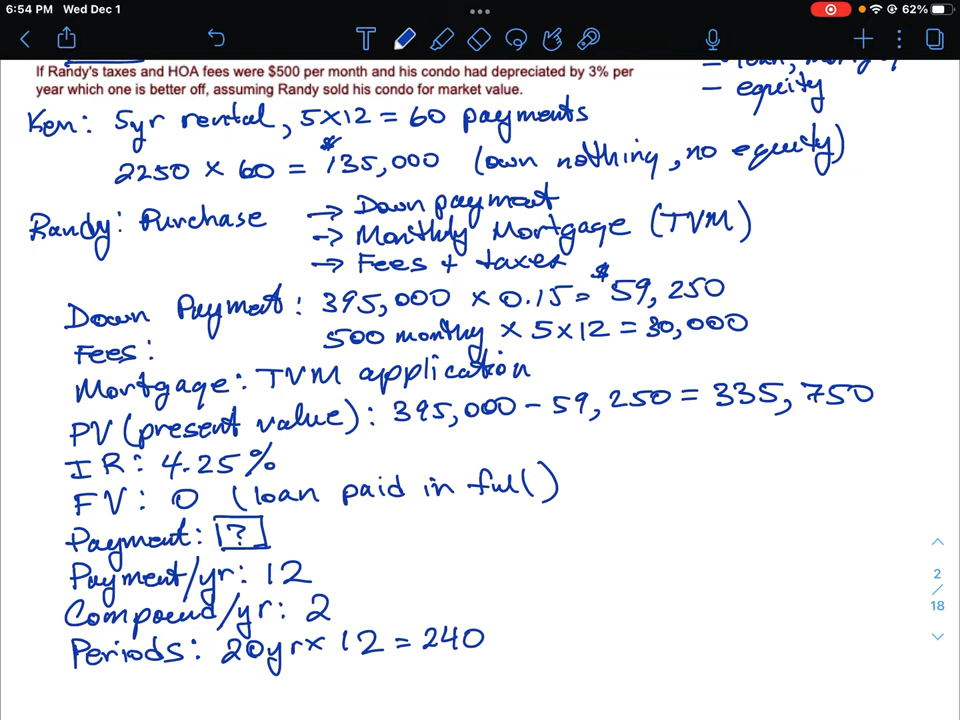 6:54 PM Wed Dec 1
62%
T
If Randy's taxes and HOA fees were $500 per month and his condo had depreciated by 3% per
year which one is better off, assuming Randy sold his condo for market value.
- equity
Ken: 5yr rental, 5x12 = 60 payments
2250 x 60 = $135,000 (own nothing, no equity)
Randy: Purchase → Down payment
→ Monthly Mortgage (TVM)
→ Fees + taxes
Down Payment: 395,000 x 0.15 = $59,250
Fees: 500 monthly x 5x12 = 30,000
Mortgage: TVM application
PV (present value): 395,000 - 59,250 = 335,750
IR: 4.25%
FV: 0 (loan paid in full)
Payment: ?
Payment/yr: 12
Compound/yr: 2
Periods: 20yr x 12 = 240
2
/
18